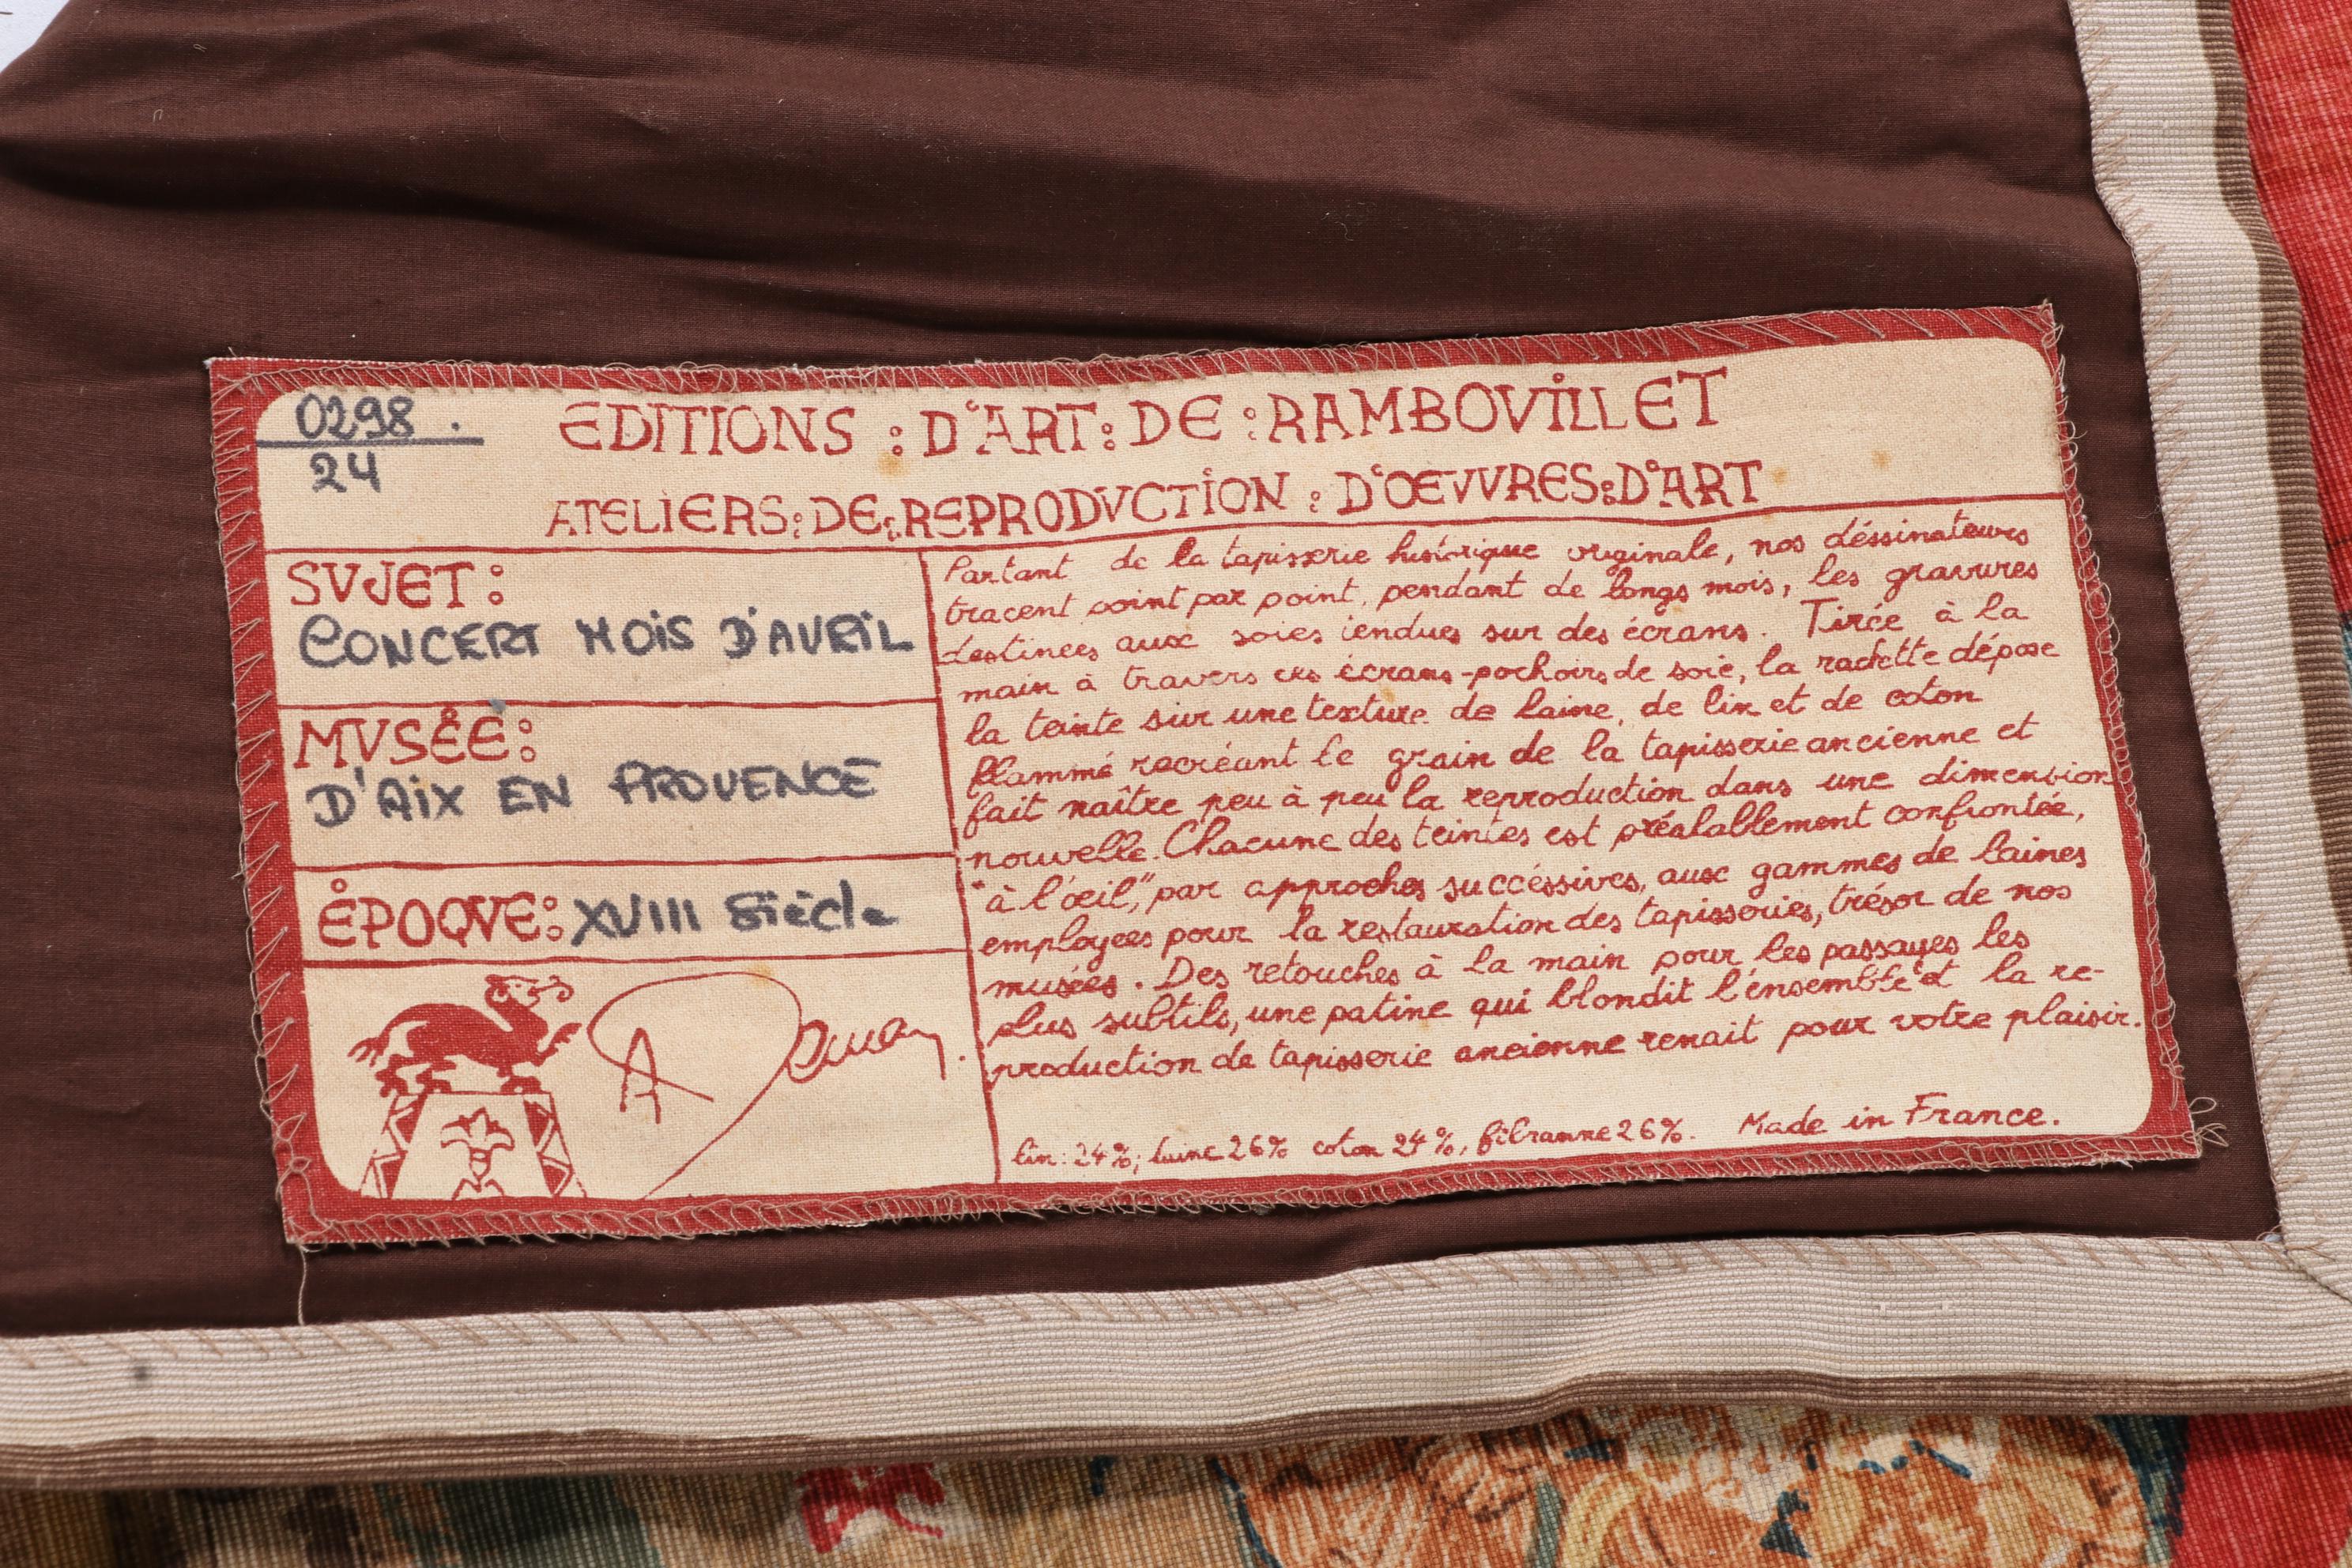 0298.
24
EDITIONS : D'ART : DE : RAMBOVILLET
ATELIERS : DE : REPRODVCTION : D'ŒVVRES : D'ART
SVJET :
CONCERT MOIS D'AVRIL
MVSÉE :
D'AIX EN PROVENCE
ÉPOQVE : XVIII Siècle
Partant de la tapisserie historique originale, nos déssinateurs
tracent point par point, pendant de longs mois, les gravures
destinées aux soies tendues sur des écrans. Tirée à la
main à travers ces écrans-pochoirs de soie, la raclette dépose
la teinte sur une texture de laine, de lin et de coton
flammé recréant le grain de la tapisserie ancienne et
fait naître peu à peu la reproduction dans une dimension
nouvelle. Chacune des teintes est préalablement confrontée,
"à l'œil," par approches succéssives, aux gammes de laines
employees pour la restauration des tapisseries, trésor de nos
musées. Des retouches à la main pour les passages les
plus subtils, une patine qui blondit l'ensemble et la re-
production de tapisserie ancienne renait pour votre plaisir.
lin : 24%; laine 26% coton 24%, fibranne 26%. Made in France.